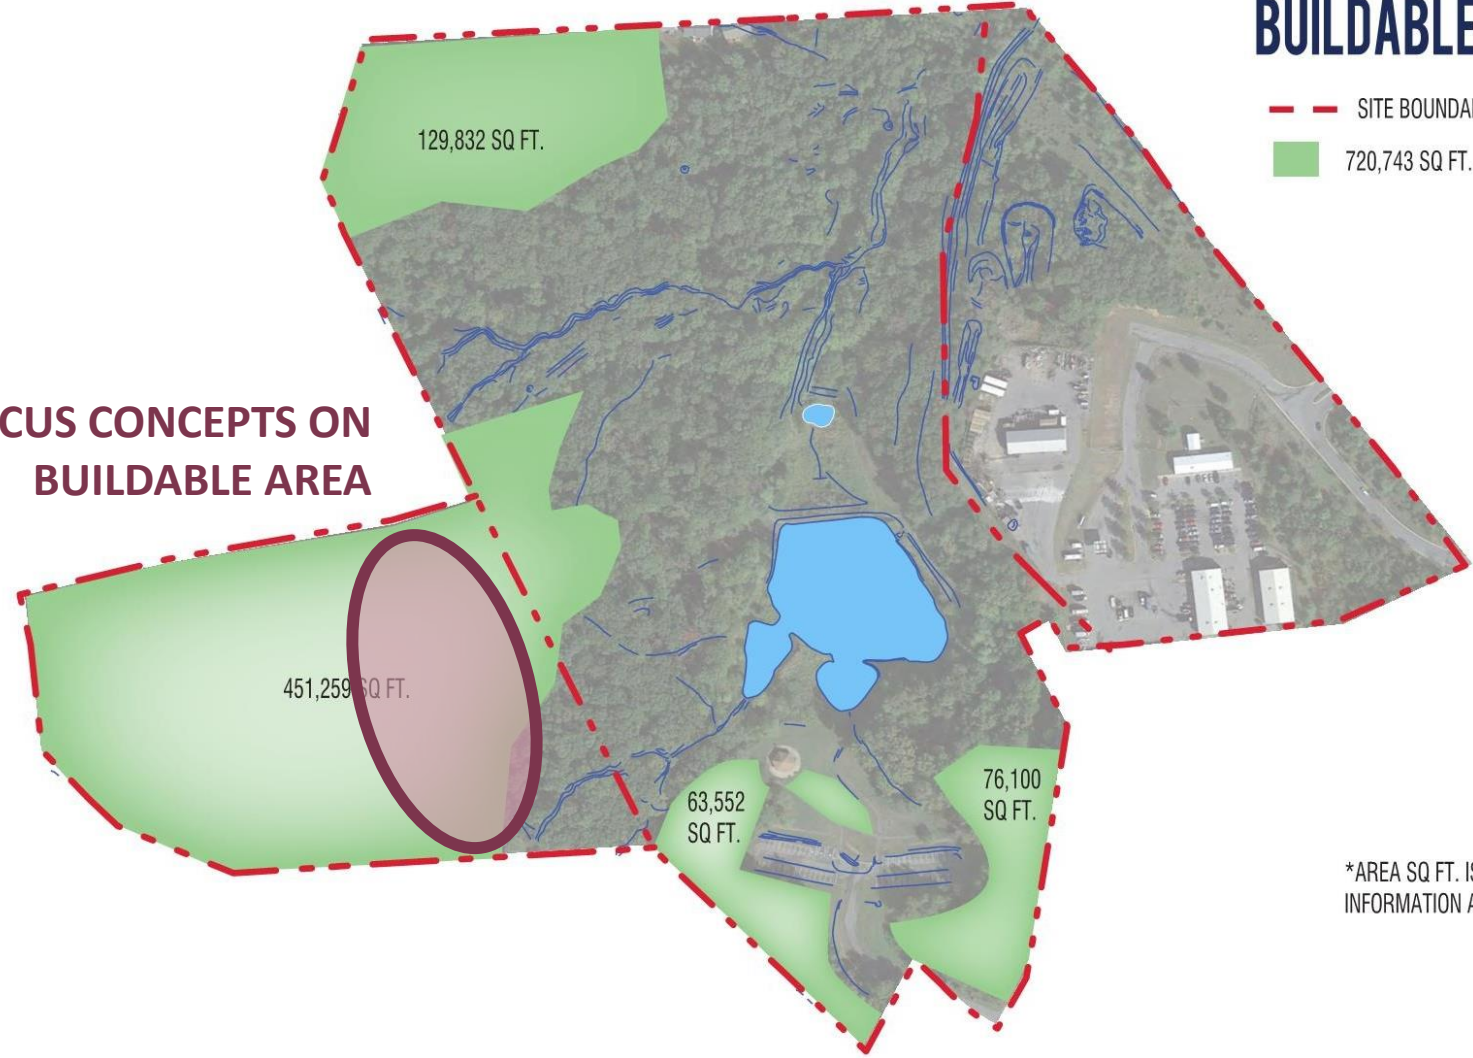 BUILDABLE
SITE BOUNDAR
720,743 SQ FT.
129,832 SQ FT.
CUS CONCEPTS ON
BUILDABLE AREA
451,259 SQ FT.
63,552
SQ FT.
76,100
SQ FT.
*AREA SQ FT. IS
INFORMATION A